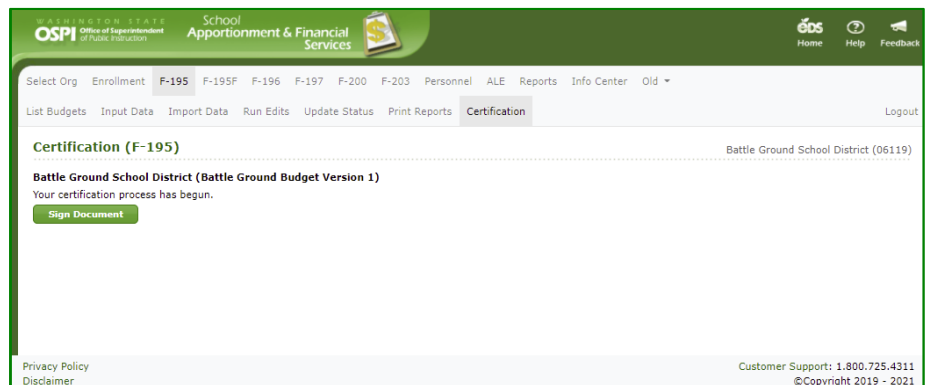 WASHINGTON STATE
OSPI Office of Superintendent
of Public Instruction
School
Apportionment & Financial
Services
eds
Home Help Feedback
Select Org Enrollment F-195 F-195F F-196 F-197 F-200 F-203 Personnel ALE Reports Info Center Old
List Budgets Input Data Import Data Run Edits Update Status Print Reports Certification Logout
Certification (F-195) Battle Ground School District (06119)
Battle Ground School District (Battle Ground Budget Version 1)
Your certification process has begun.
Sign Document
Privacy Policy Customer Support: 1.800.725.4311
Disclaimer ©Copyright 2019 - 2021